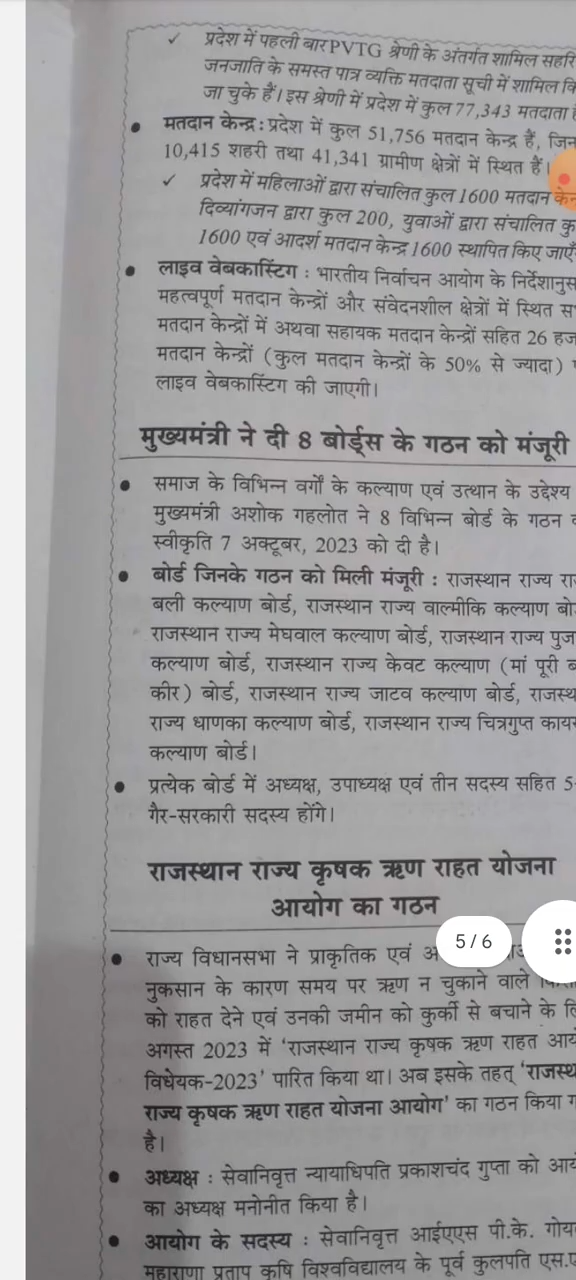 ✓ प्रदेश में पहली बार PVTG श्रेणी के अंतर्गत शामिल
जनजाति के समस्त पात्र व्यक्ति मतदाता सूची में शामिल
जा चुके हैं। इस श्रेणी में प्रदेश में कुल 77,343 मतदाता
● मतदान केन्द्र : प्रदेश में कुल 51,756 मतदान केन्द्र हैं,
10,415 शहरी तथा 41,341 ग्रामीण क्षेत्रों में स्थित हैं।
✓ प्रदेश में महिलाओं द्वारा संचालित कुल 1600 मतदान
दिव्यांगजन द्वारा कुल 200, युवाओं द्वारा संचालित
1600 एवं आदर्श मतदान केन्द्र 1600 स्थापित किए
● लाइव वेबकास्टिंग : भारतीय निर्वाचन आयोग के
महत्वपूर्ण मतदान केन्द्रों और संवेदनशील क्षेत्रों में स्थित
मतदान केन्द्रों में अथवा सहायक मतदान केन्द्रों सहित 26
मतदान केन्द्रों (कुल मतदान केन्द्रों के 50% से ज्यादा)
लाइव वेबकास्टिंग की जाएगी।
मुख्यमंत्री ने दी 8 बोर्ड्स के गठन को मंजूरी
● समाज के विभिन्न वर्गों के कल्याण एवं उत्थान के उद्देश्य
मुख्यमंत्री अशोक गहलोत ने 8 विभिन्न बोर्ड के गठन
स्वीकृति 7 अक्टूबर, 2023 को दी है।
● बोर्ड जिनके गठन को मिली मंजूरी : राजस्थान राज्य
बली कल्याण बोर्ड, राजस्थान राज्य वाल्मीकि कल्याण
राजस्थान राज्य मेघवाल कल्याण बोर्ड, राजस्थान राज्य
कल्याण बोर्ड, राजस्थान राज्य केवट कल्याण (मां पूरी
कीर) बोर्ड, राजस्थान राज्य जाटव कल्याण बोर्ड,
राज्य धाणका कल्याण बोर्ड, राजस्थान राज्य चित्रगुप्त
कल्याण बोर्ड।
● प्रत्येक बोर्ड में अध्यक्ष, उपाध्यक्ष एवं तीन सदस्य सहित
गैर-सरकारी सदस्य होंगे।
राजस्थान राज्य कृषक ऋण राहत योजना
आयोग का गठन
5 / 6
● राज्य विधानसभा ने प्राकृतिक एवं
नुकसान के कारण समय पर ऋण न चुकाने वाले
को राहत देने एवं उनकी जमीन को कुर्की से बचाने के
अगस्त 2023 में 'राजस्थान राज्य कृषक ऋण राहत
विधेयक-2023' पारित किया था। अब इसके तहत्
राज्य कृषक ऋण राहत योजना आयोग' का गठन किया
है।
● अध्यक्ष : सेवानिवृत्त न्यायाधिपति प्रकाशचंद गुप्ता को
का अध्यक्ष मनोनीत किया है।
● आयोग के सदस्य : सेवानिवृत्त आईएएस पी.के.
महाराणा प्रताप कृषि विश्वविद्यालय के पूर्व कुलपति